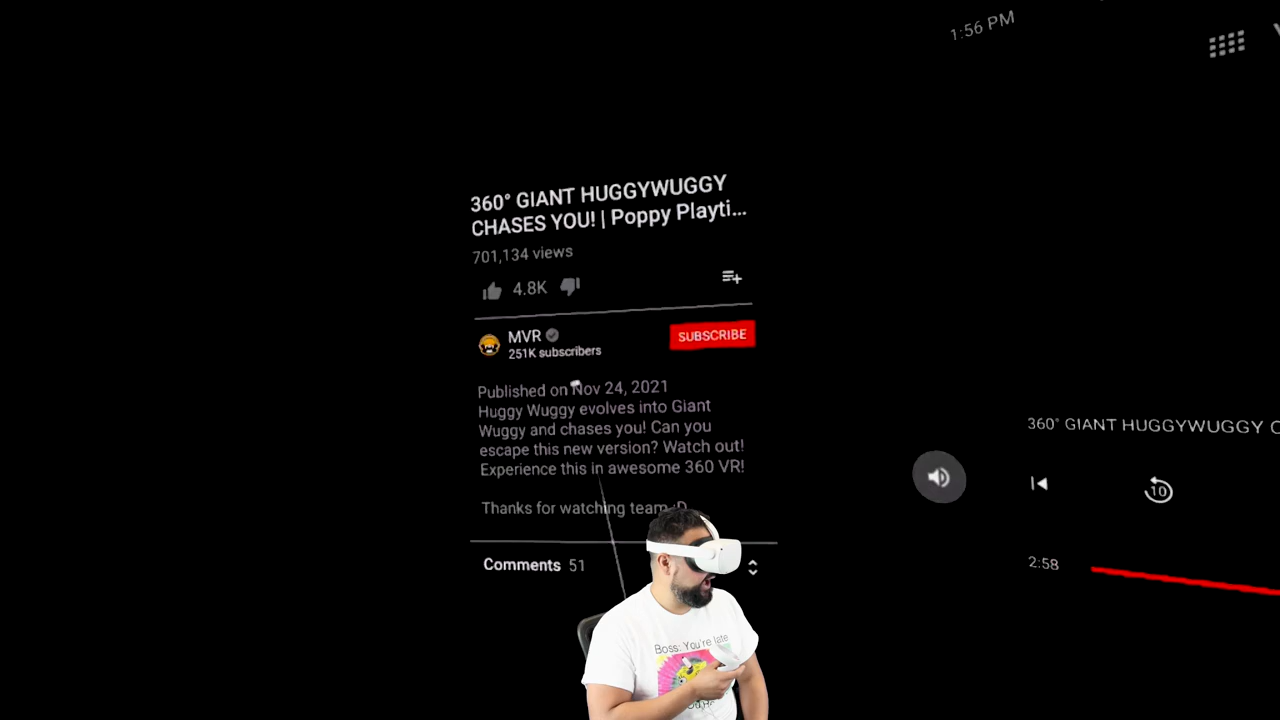 1:56 PM
360° GIANT HUGGYWUGGY
CHASES YOU! | Poppy Playti...
701,134 views
4.8K
MVR
SUBSCRIBE
251K subscribers
Published on Nov 24, 2021
Huggy Wuggy evolves into Giant
Wuggy and chases you! Can you
escape this new version? Watch out!
Experience this in awesome 360 VR!
360° GIANT HUGGYWUGGY
10
Thanks for watching team :D
2:58
Comments 51
Boss: You're late